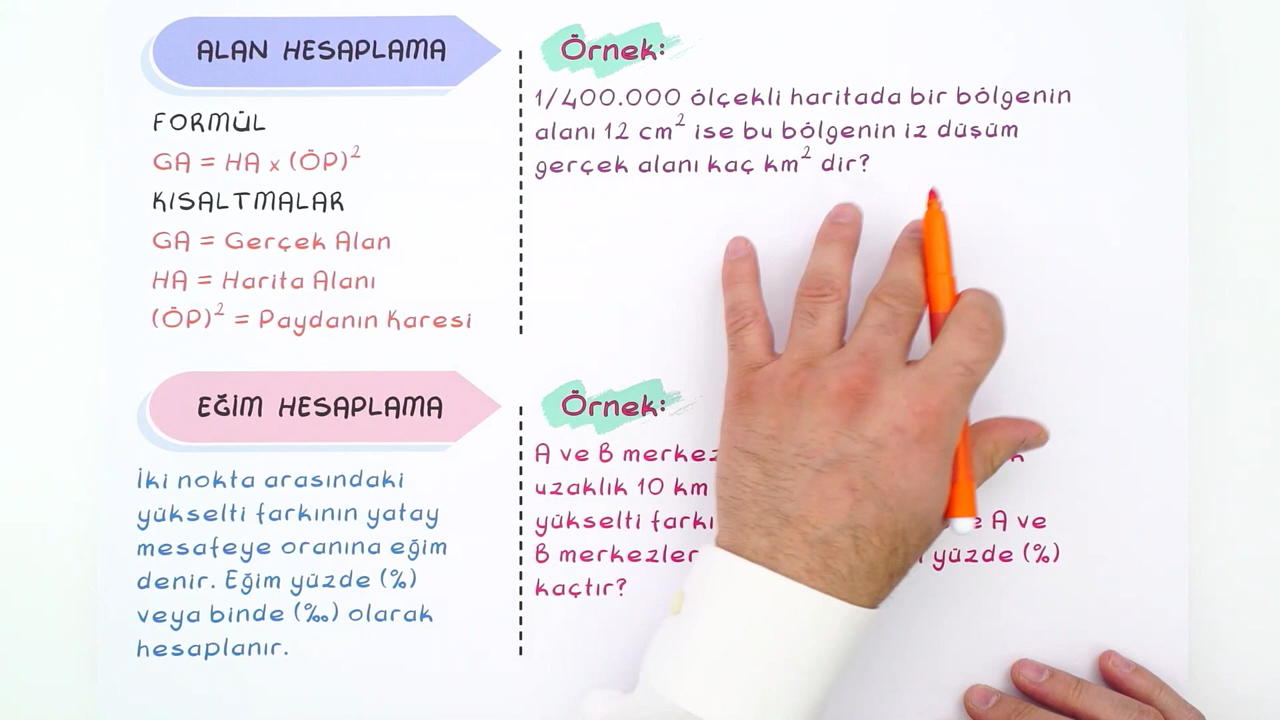 ALAN HESAPLAMA
FORMÜL
GA = HA x (ÖP)²
KISALTMALAR
GA = Gerçek Alan
HA = Harita Alanı
(ÖP)² = Paydanın Karesi
Örnek:
1/400.000 ölçekli haritada bir bölgenin
alanı 12 cm² ise bu bölgenin iz düşüm
gerçek alanı kaç km² dir?
EĞİM HESAPLAMA
İki nokta arasındaki
yükselti farkının yatay
mesafeye oranına eğim
denir. Eğim yüzde (%)
veya binde (‰) olarak
hesaplanır.
Örnek:
A ve B
uzaklık 10 km
yükselti A ve
B yüzde (%)
kaçtır?